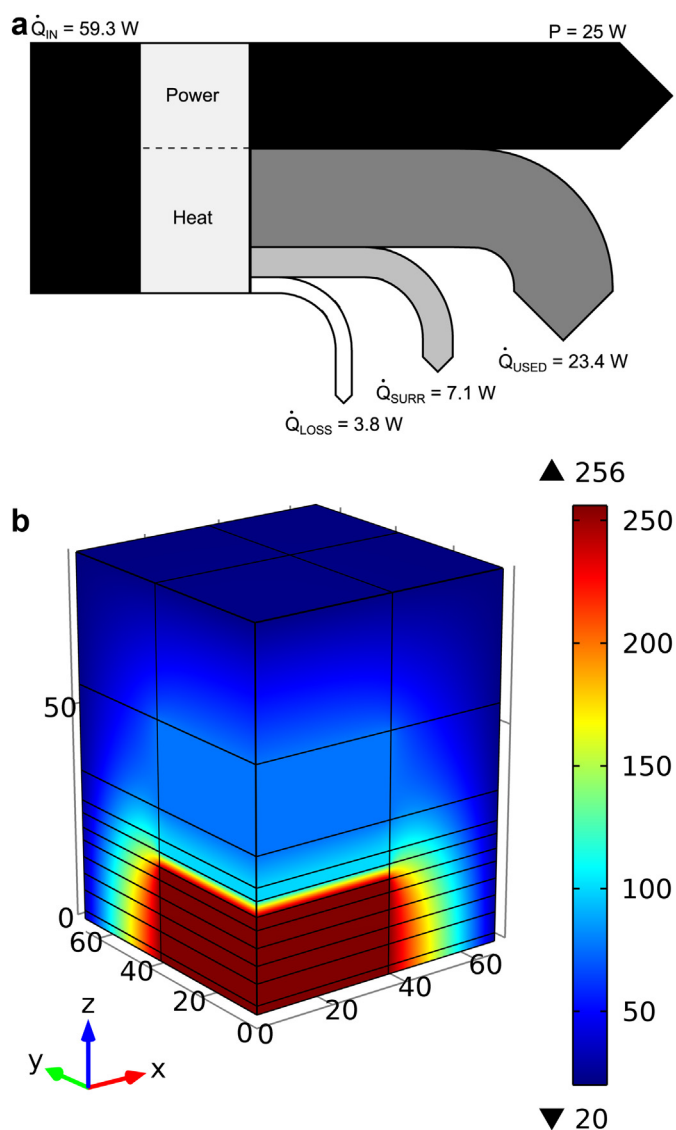 a
Q̇IN = 59.3 W
P = 25 W
Power
Heat
Q̇USED = 23.4 W
Q̇SURR = 7.1 W
Q̇LOSS = 3.8 W
b
▲ 256
250
200
150
100
50
▼ 20
50
0
60
40
20
0
0
20
40
60
z
y
x